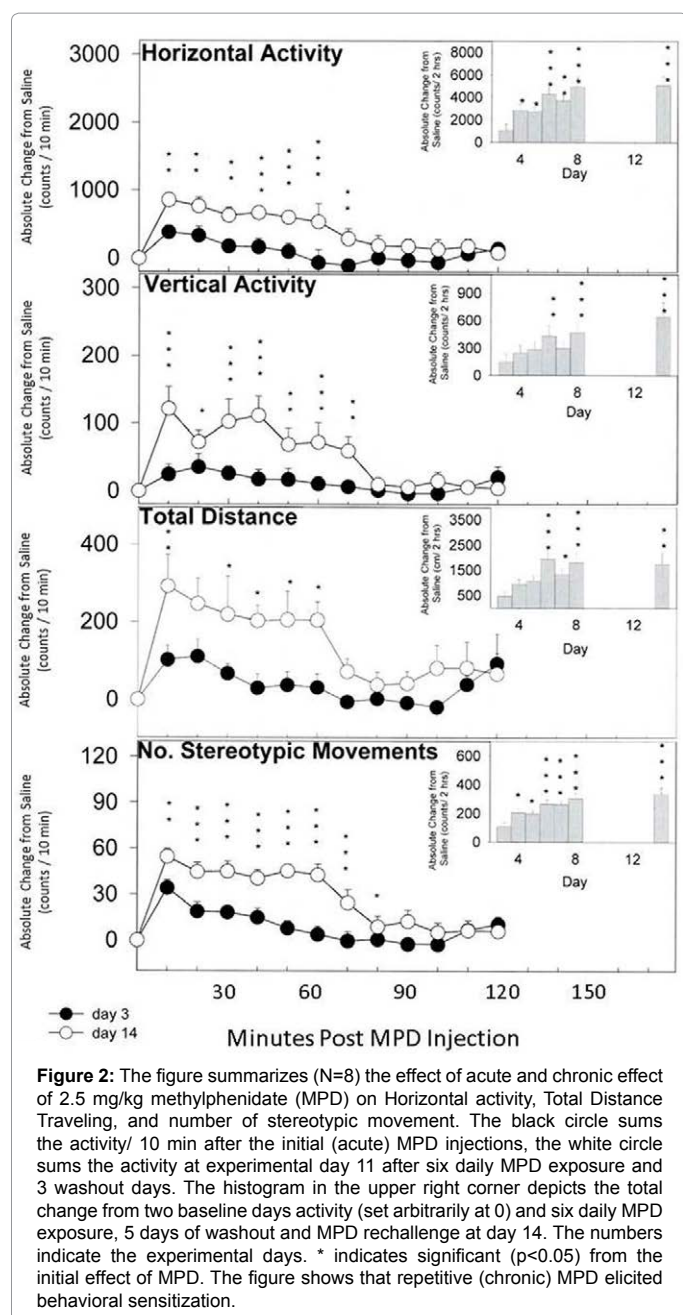 Horizontal Activity
Absolute Change from Saline
(counts / 10 min)
3000
2000
1000
0
* *
* *
* *
* * *
* * *
* * *
* *
Absolute Change from
Saline (counts/ 2 hrs)
8000
6000
4000
2000
0
*
*
* * *
* *
* * *
* * *
4
8
12
Day
Vertical Activity
Absolute Change from Saline
(counts / 10 min)
300
200
100
0
* * *
*
* * *
* * *
* *
* * *
* *
Absolute Change from
Saline (counts/ 2 hrs)
900
600
300
0
* *
* * *
* * *
4
8
12
Day
Total Distance
Absolute Change from Saline
(counts / 10 min)
400
200
0
* *
*
*
*
*
Absolute Change from
Saline (cm/ 2 hrs)
3500
2500
1500
500
* * *
*
* * *
* *
4
8
12
Day
No. Stereotypic Movements
Absolute Change from Saline
(counts / 10 min)
120
90
60
30
0
* *
* * *
* * *
* * *
* * *
* * *
* * *
*
Absolute Change from
Saline (counts/ 2 hrs)
600
400
200
0
*
*
* * *
* * *
* * *
* * *
4
8
12
Day
30
60
90
120
150
180
day 3
day 14
Minutes Post MPD Injection
Figure 2: The figure summarizes (N=8) the effect of acute and chronic effect
of 2.5 mg/kg methylphenidate (MPD) on Horizontal activity, Total Distance
Traveling, and number of stereotypic movement. The black circle sums
the activity/ 10 min after the initial (acute) MPD injections, the white circle
sums the activity at experimental day 11 after six daily MPD exposure and
3 washout days. The histogram in the upper right corner depicts the total
change from two baseline days activity (set arbitrarily at 0) and six daily MPD
exposure, 5 days of washout and MPD rechallenge at day 14. The numbers
indicate the experimental days. * indicates significant (p<0.05) from the
initial effect of MPD. The figure shows that repetitive (chronic) MPD elicited
behavioral sensitization.